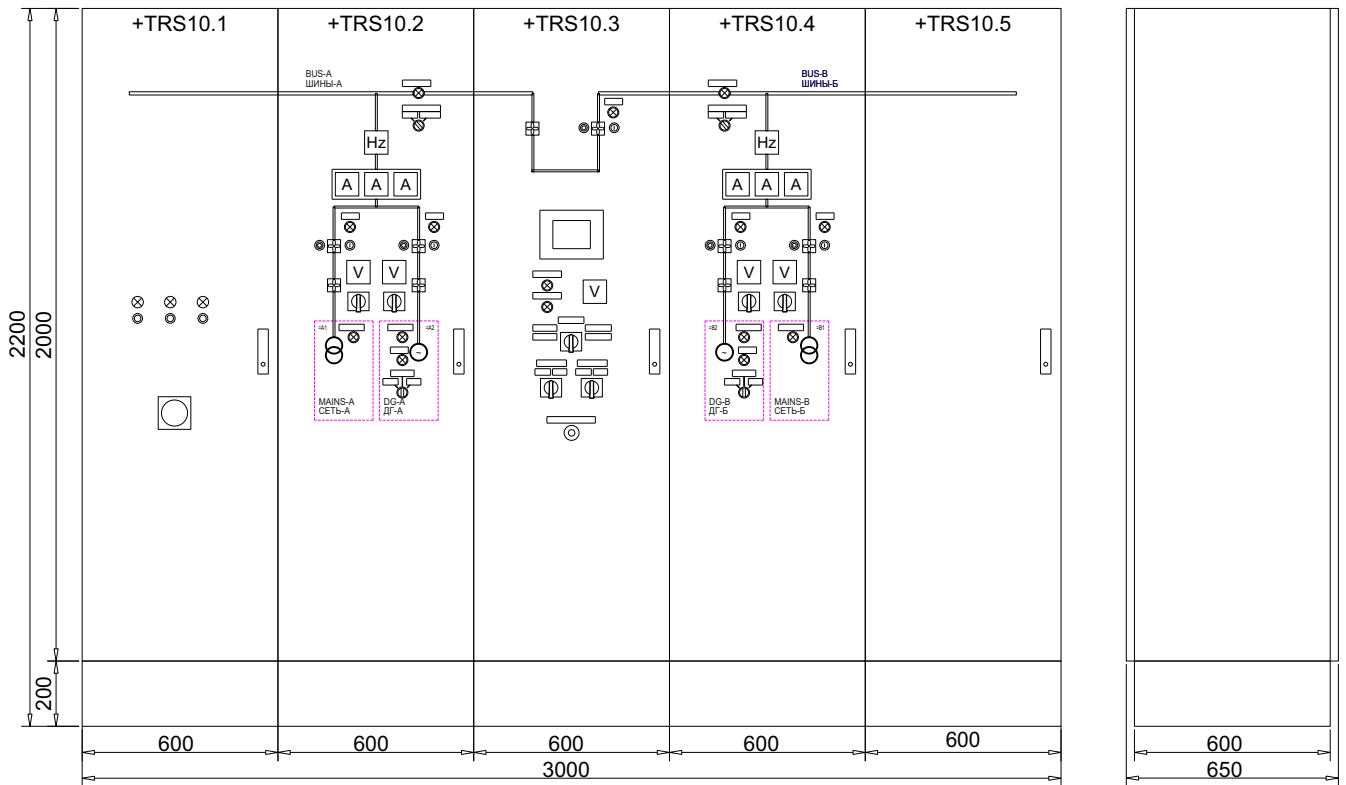 +TRS10.1
+TRS10.2
+TRS10.3
+TRS10.4
+TRS10.5
BUS-A
ШИНЫ-А
BUS-B
ШИНЫ-Б
Hz
Hz
A A A
A A A
V V
V
V V
=A1
=A2
=B2
=B1
~
~
MAINS-A
СЕТЬ-А
DG-A
ДГ-А
DG-B
ДГ-Б
MAINS-B
СЕТЬ-Б
2200
2000
200
600
600
600
600
600
3000
600
650